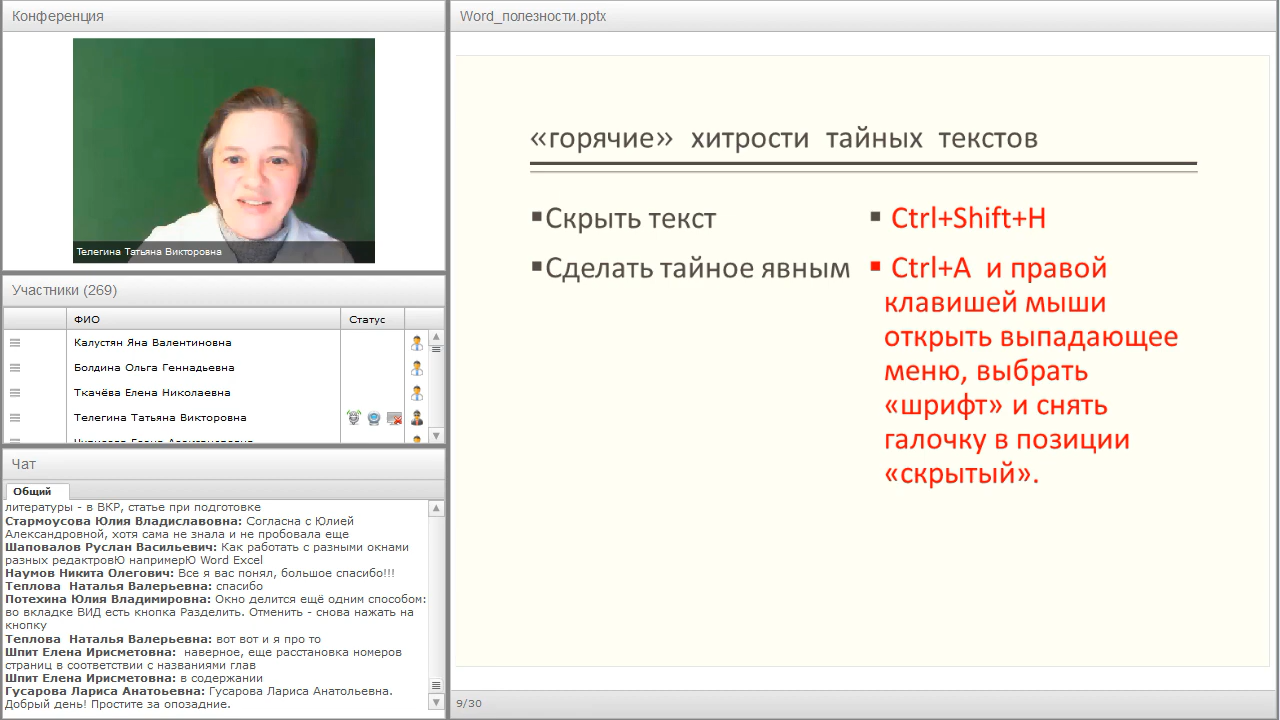 Конференция
Телегина Татьяна Викторовна
Участники (269)
ФИО
Статус
Калустян Яна Валентиновна
Болдина Ольга Геннадьевна
Ткачёва Елена Николаевна
Телегина Татьяна Викторовна
Чат
Общий
литературы - в ВКР, статье при подготовке
Стармоусова Юлия Владиславовна: Согласна с Юлией
Александровной, хотя сама не знала и не пробовала еще
Шаповалов Руслан Васильевич: Как работать с разными окнами
разных редактровЮ напримерЮ Word Excel
Наумов Никита Олегович: Все я вас понял, большое спасибо!!!
Теплова Наталья Валерьевна: спасибо
Потехина Юлия Владимировна: Окно делится ещё одним способом:
во вкладке ВИД есть кнопка Разделить. Отменить - снова нажать на
кнопку
Теплова Наталья Валерьевна: вот вот и я про то
Шпит Елена Ирисметовна: наверное, еще расстановка номеров
страниц в соответствии с названиями глав
Шпит Елена Ирисметовна: в содержании
Гусарова Лариса Анатоьевна: Гусарова Лариса Анатольевна.
Добрый день! Простите за опозадние.
Word_полезности.pptx
«горячие» хитрости тайных текстов
Скрыть текст
Сделать тайное явным
Ctrl+Shift+H
Ctrl+A и правой
клавишей мыши
открыть выпадающее
меню, выбрать
«шрифт» и снять
галочку в позиции
«скрытый».
9/30